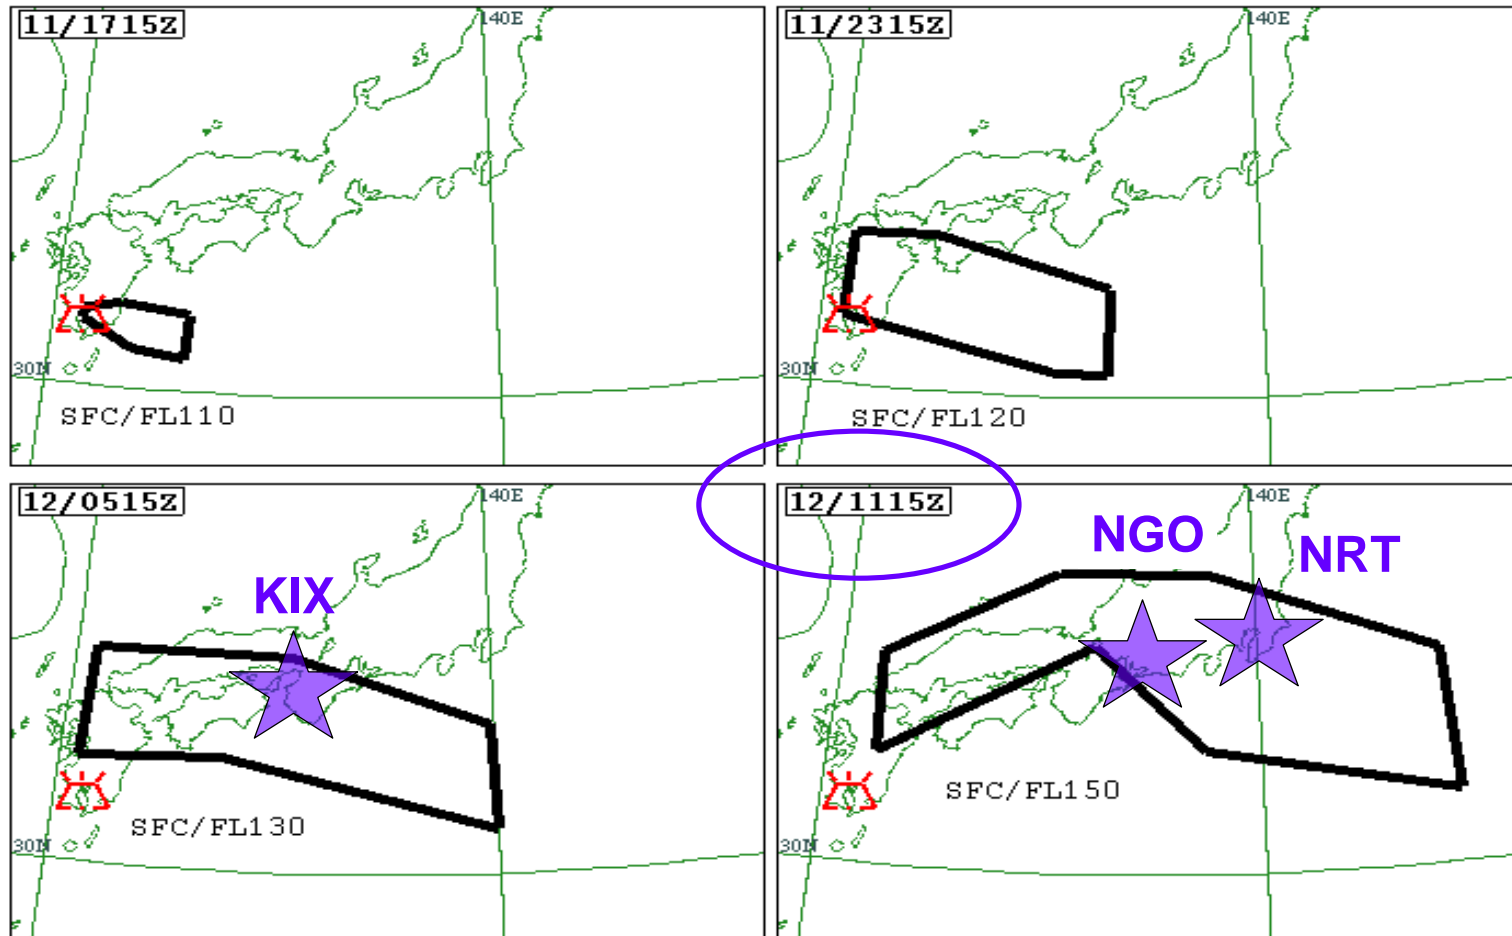 11/1715Z
140E
30N
SFC/FL110
11/2315Z
140E
30N
SFC/FL120
12/0515Z
140E
KIX
SFC/FL130
30N
12/1115Z
140E
NGO
NRT
SFC/FL150
30N